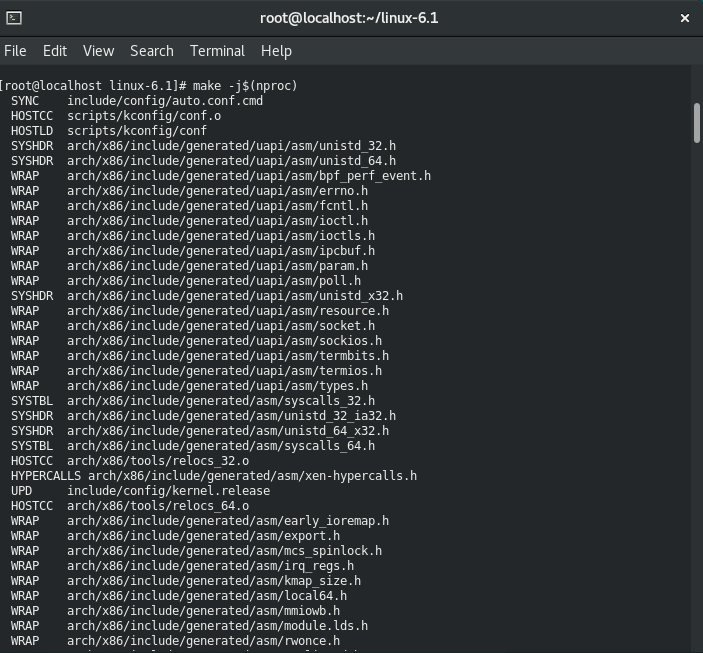 root@localhost:~/linux-6.1
File Edit View Search Terminal Help
[root@localhost linux-6.1]# make -j$(nproc)
SYNC include/config/auto.conf.cmd
HOSTCC scripts/kconfig/conf.o
HOSTLD scripts/kconfig/conf
SYSHDR arch/x86/include/generated/uapi/asm/unistd_32.h
SYSHDR arch/x86/include/generated/uapi/asm/unistd_64.h
WRAP arch/x86/include/generated/uapi/asm/bpf_perf_event.h
WRAP arch/x86/include/generated/uapi/asm/errno.h
WRAP arch/x86/include/generated/uapi/asm/fcntl.h
WRAP arch/x86/include/generated/uapi/asm/ioctl.h
WRAP arch/x86/include/generated/uapi/asm/ioctls.h
WRAP arch/x86/include/generated/uapi/asm/ipcbuf.h
WRAP arch/x86/include/generated/uapi/asm/param.h
WRAP arch/x86/include/generated/uapi/asm/poll.h
SYSHDR arch/x86/include/generated/uapi/asm/unistd_x32.h
WRAP arch/x86/include/generated/uapi/asm/resource.h
WRAP arch/x86/include/generated/uapi/asm/socket.h
WRAP arch/x86/include/generated/uapi/asm/sockios.h
WRAP arch/x86/include/generated/uapi/asm/termbits.h
WRAP arch/x86/include/generated/uapi/asm/termios.h
WRAP arch/x86/include/generated/uapi/asm/types.h
SYSTBL arch/x86/include/generated/asm/syscalls_32.h
SYSHDR arch/x86/include/generated/asm/unistd_32_ia32.h
SYSHDR arch/x86/include/generated/asm/unistd_64_x32.h
SYSTBL arch/x86/include/generated/asm/syscalls_64.h
HOSTCC arch/x86/tools/relocs_32.o
HYPERCALLS arch/x86/include/generated/asm/xen-hypercalls.h
UPD include/config/kernel.release
HOSTCC arch/x86/tools/relocs_64.o
WRAP arch/x86/include/generated/asm/early_ioremap.h
WRAP arch/x86/include/generated/asm/export.h
WRAP arch/x86/include/generated/asm/mcs_spinlock.h
WRAP arch/x86/include/generated/asm/irq_regs.h
WRAP arch/x86/include/generated/asm/kmap_size.h
WRAP arch/x86/include/generated/asm/local64.h
WRAP arch/x86/include/generated/asm/mmiowb.h
WRAP arch/x86/include/generated/asm/module.lds.h
WRAP arch/x86/include/generated/asm/rwonce.h